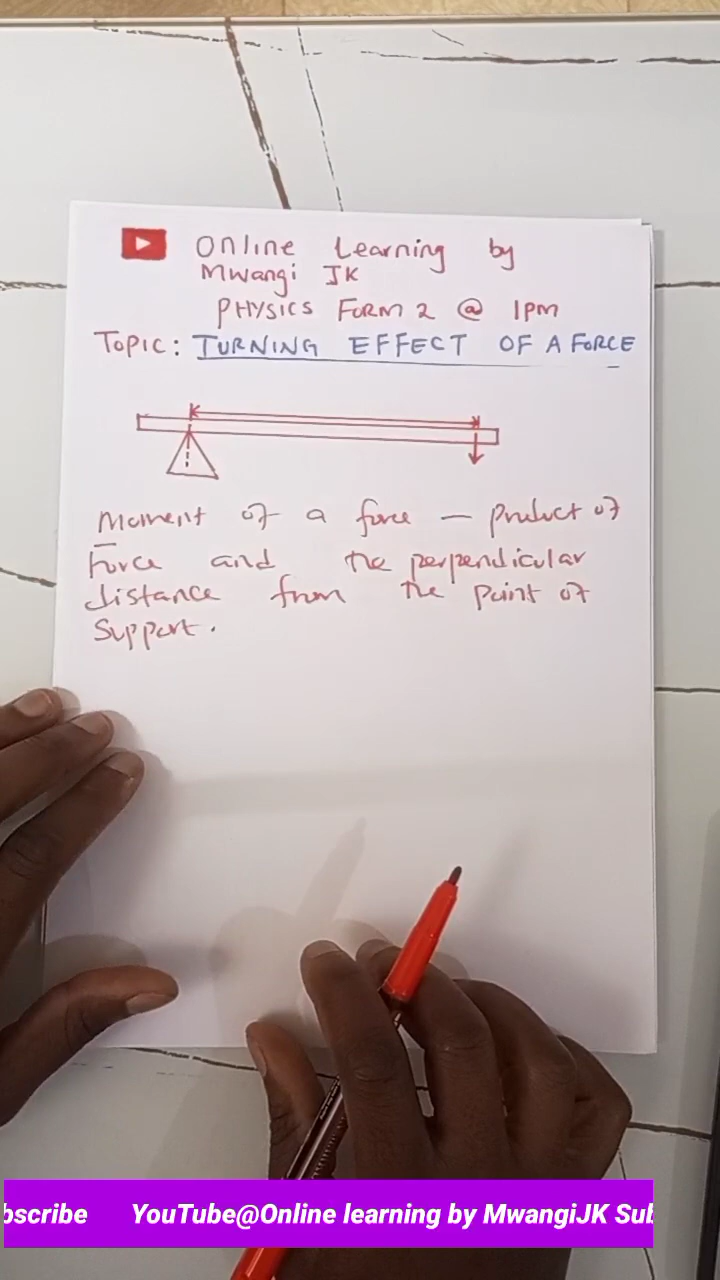 Online Learning by
Mwangi JK
PHYSICS FORM 2 @ 1PM
TOPIC: TURNING EFFECT OF A FORCE
Moment of a force — product of
Force and the perpendicular
distance from the point of
support.
bscribe YouTube@Online learning by MwangiJK Sub